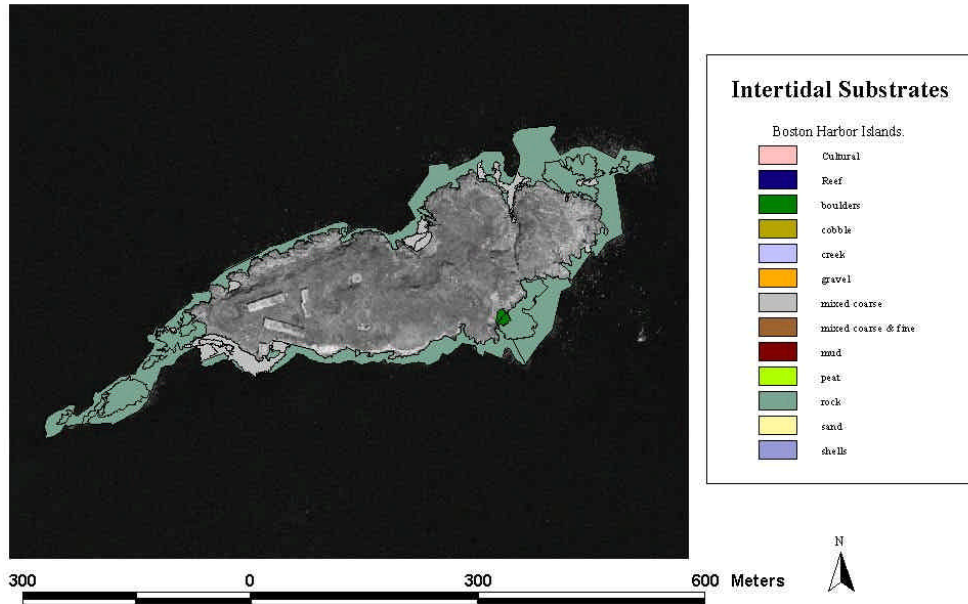 Intertidal Substrates
Boston Harbor Islands.
Cultural
Reef
boulders
cobble
creek
gravel
mixed coarse
mixed coarse & fine
mud
peat
rock
sand
shells
N
300 0 300 600 Meters